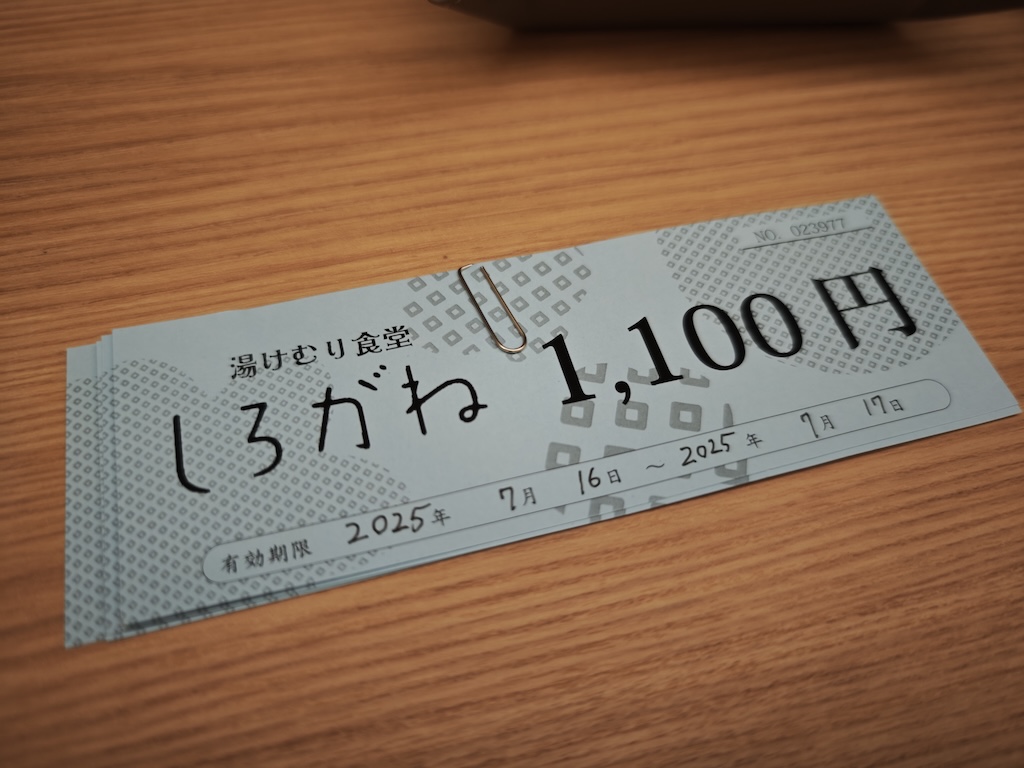 NO. 023977
湯けむり食堂
しろがね 1,100円
有効期限 2025年 7月 16日 ～ 2025年 7月 17日